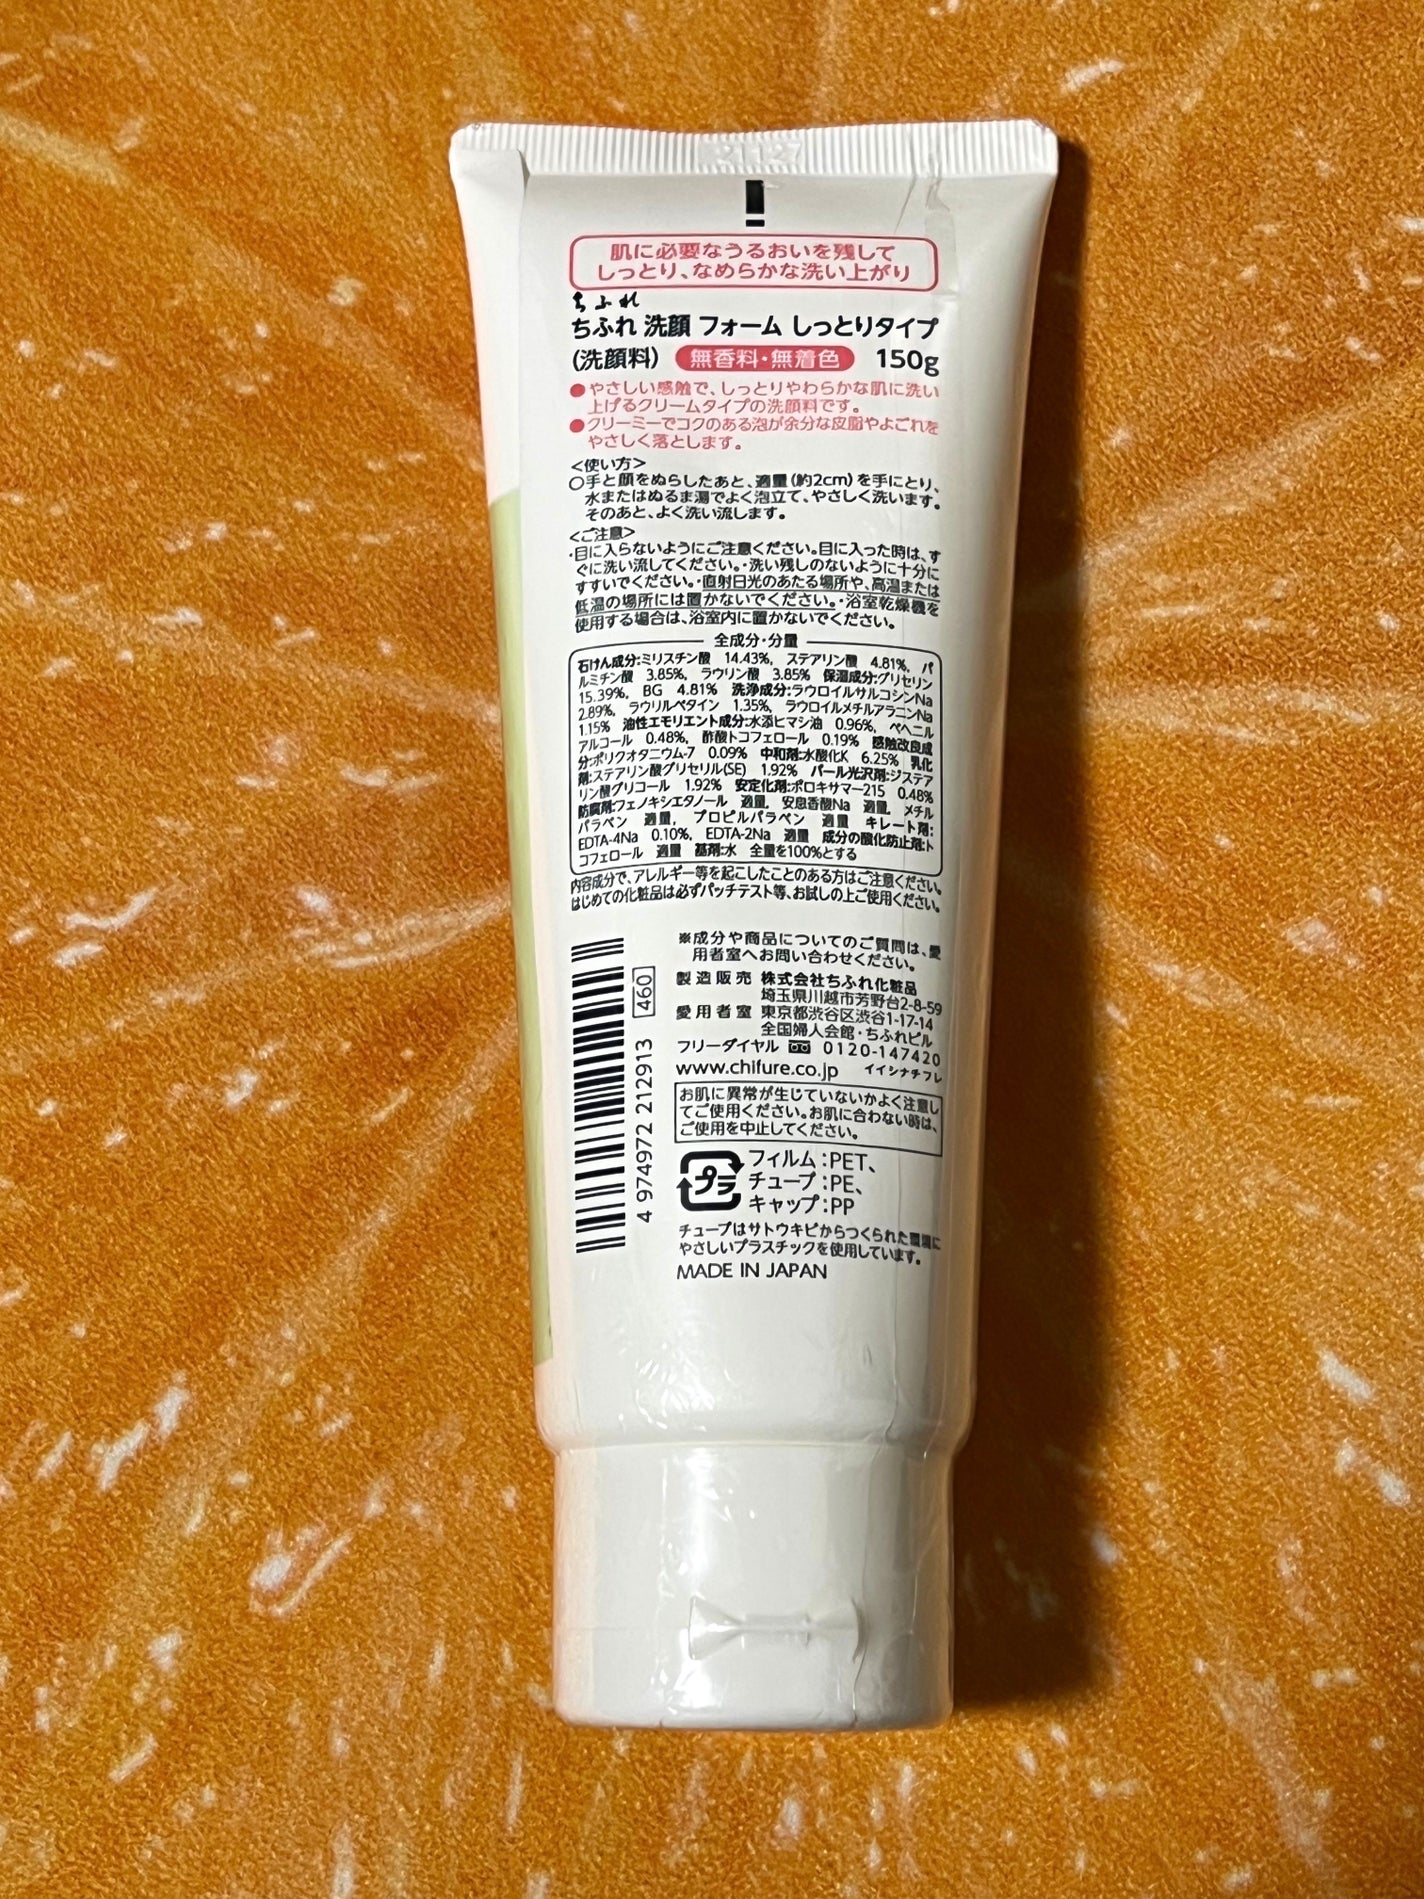 肌に必要なうるおいを残して
しっとり、なめらかな洗い上がり
ちふれ
ちふれ 洗顔 フォーム しっとりタイプ
(洗顔料) 無香料・無着色 150g
●やさしい感触で、しっとりやわらかな肌に洗い
上げるクリームタイプの洗顔料です。
●クリーミーでコクのある泡が余分な皮脂やよごれを
やさしく落とします。
<使い方>
○手と顔をぬらしたあと、適量(約2cm)を手にとり、
水またはぬるま湯でよく泡立て、やさしく洗います。
そのあと、よく洗い流します。
<ご注意>
・目に入らないようにご注意ください。目に入った時は、す
ぐに洗い流してください。・洗い残しのないように十分に
すすいでください。・直射日光のあたる場所や、高温または
低温の場所には置かないでください。・浴室乾燥機を
使用する場合は、浴室内に置かないでください。
全成分・分量
石けん成分:ミリスチン酸 14.43%, ステアリン酸 4.81%, パ
ルミチン酸 3.85%, ラウリン酸 3.85% 保湿成分:グリセリン
15.39%, BG 4.81% 洗浄成分:ラウロイルサルコシンNa
2.89%, ラウリルベタイン 1.35%, ラウロイルメチルアラニンNa
1.15% 油性エモリエント成分:水添ヒマシ油 0.96%, ベヘニル
アルコール 0.48%, 酢酸トコフェロール 0.19% 感触改良成
分:ポリクオタニウム-7 0.09% 中和剤:水酸化K 6.25% 乳化
剤:ステアリン酸グリセリル(SE) 1.92% パール光沢剤:ジステア
リン酸グリコール 1.92% 安定化剤:ポロキサマー215 0.48%
防腐剤:フェノキシエタノール 適量, 安息香酸Na 適量, メチル
パラベン 適量, プロピルパラベン 適量 キレート剤:
EDTA-4Na 0.10%, EDTA-2Na 適量 成分の酸化防止剤:ト
コフェロール 適量 基剤:水 全量を100%とする
内容成分で、アレルギー等を起こしたことのある方はご注意ください。
はじめての化粧品は必ずパッチテスト等、お試しの上ご使用ください。
460
4 974972 212913
※成分や商品についてのご質問は、愛
用者室へお問い合わせください。
製造販売 株式会社ちふれ化粧品
埼玉県川越市芳野台2-8-59
愛用者室 東京都渋谷区渋谷1-17-14
全国婦人会館・ちふれビル
フリーダイヤル 0120-147420
www.chifure.co.jp イイシナチフレ
お肌に異常が生じていないかよく注意し
てご使用ください。お肌に合わない時は、
ご使用を中止してください。
プラ
フィルム:PET、
チューブ:PE、
キャップ:PP
チューブはサトウキビからつくられた環境に
やさしいプラスチックを使用しています。
MADE IN JAPAN